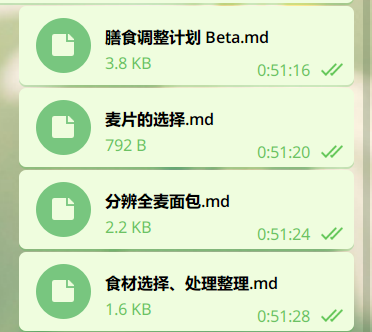 膳食调整计划 Beta.md
3.8 KB
0:51:16
麦片的选择.md
792 B
0:51:20
分辨全麦面包.md
2.2 KB
0:51:24
食材选择、处理整理.md
1.6 KB
0:51:28